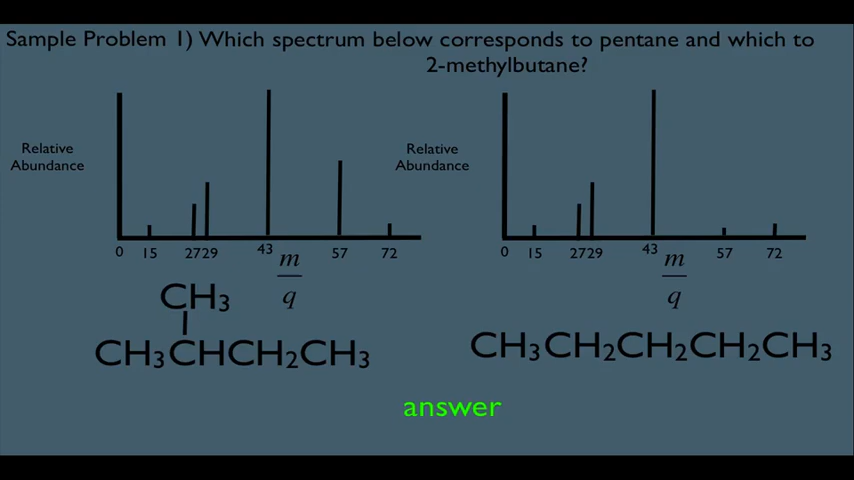 Sample Problem 1) Which spectrum below corresponds to pentane and which to
2-methylbutane?
Relative
Abundance
0 15 2729 43 57 72
m
q
Relative
Abundance
0 15 2729 43 57 72
m
q
CH3
CH3CHCH2CH3
CH3CH2CH2CH2CH3
answer